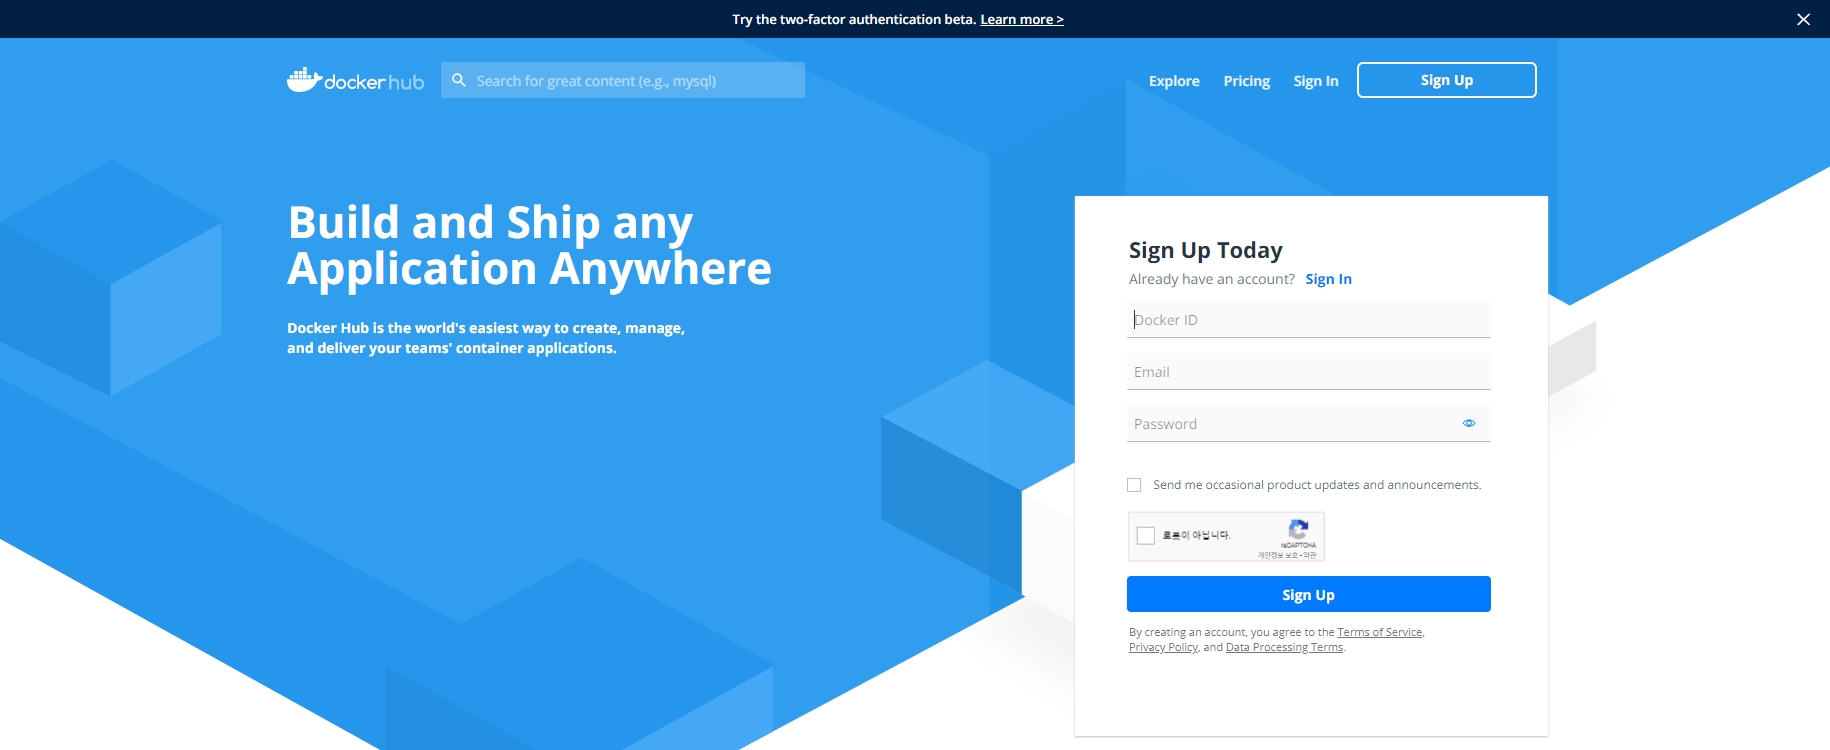 Try the two-factor authentication beta. Learn more >
docker hub
Search for great content (e.g., mysql)
Explore Pricing Sign In Sign Up
Build and Ship any
Application Anywhere
Docker Hub is the world's easiest way to create, manage,
and deliver your teams' container applications.
Sign Up Today
Already have an account? Sign In
Docker ID
Email
Password
Send me occasional product updates and announcements.
로봇이 아닙니다.
reCAPTCHA
개인정보 보호 - 약관
Sign Up
By creating an account, you agree to the Terms of Service,
Privacy Policy, and Data Processing Terms.